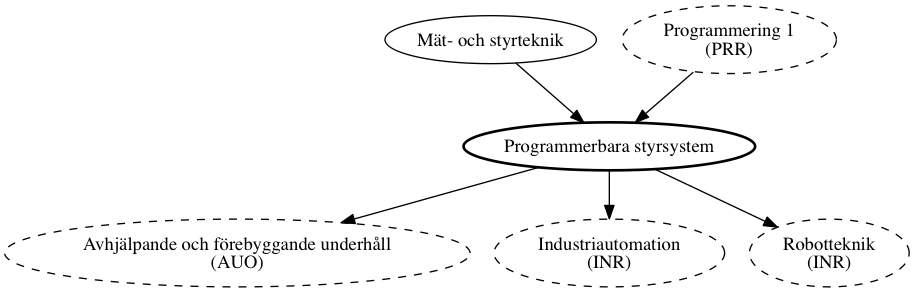 Mät- och styrteknik
Programmering 1
(PRR)
Programmerbara styrsystem
Avhjälpande och förebyggande underhåll
(AUO)
Industriautomation
(INR)
Robotteknik
(INR)